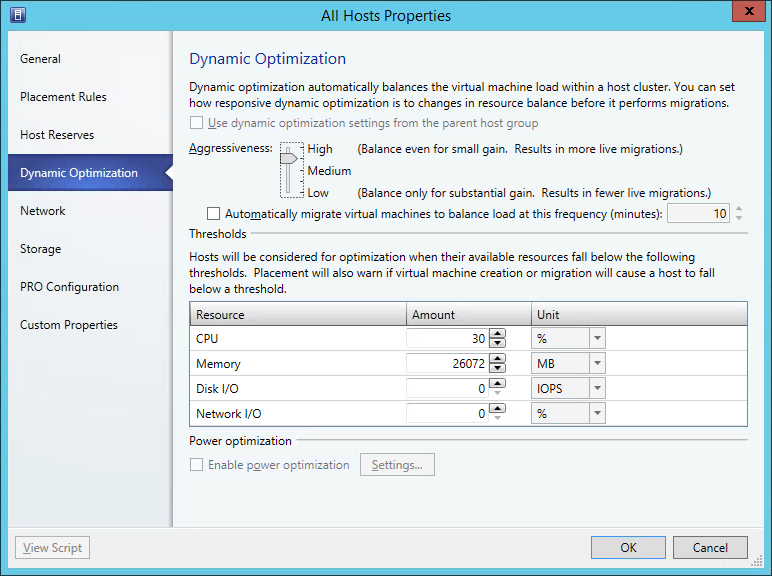 All Hosts Properties
General
Placement Rules
Host Reserves
Dynamic Optimization
Network
Storage
PRO Configuration
Custom Properties
Dynamic Optimization
Dynamic optimization automatically balances the virtual machine load within a host cluster. You can set
how responsive dynamic optimization is to changes in resource balance before it performs migrations.
Use dynamic optimization settings from the parent host group
Aggressiveness: High (Balance even for small gain. Results in more live migrations.)
Medium
Low (Balance only for substantial gain. Results in fewer live migrations.)
Automatically migrate virtual machines to balance load at this frequency (minutes): 10
Thresholds
Hosts will be considered for optimization when their available resources fall below the following
thresholds. Placement will also warn if virtual machine creation or migration will cause a host to fall
below a threshold.
Resource Amount Unit
CPU 30 %
Memory 26072 MB
Disk I/O 0 IOPS
Network I/O 0 %
Power optimization
Enable power optimization Settings...
View Script OK Cancel